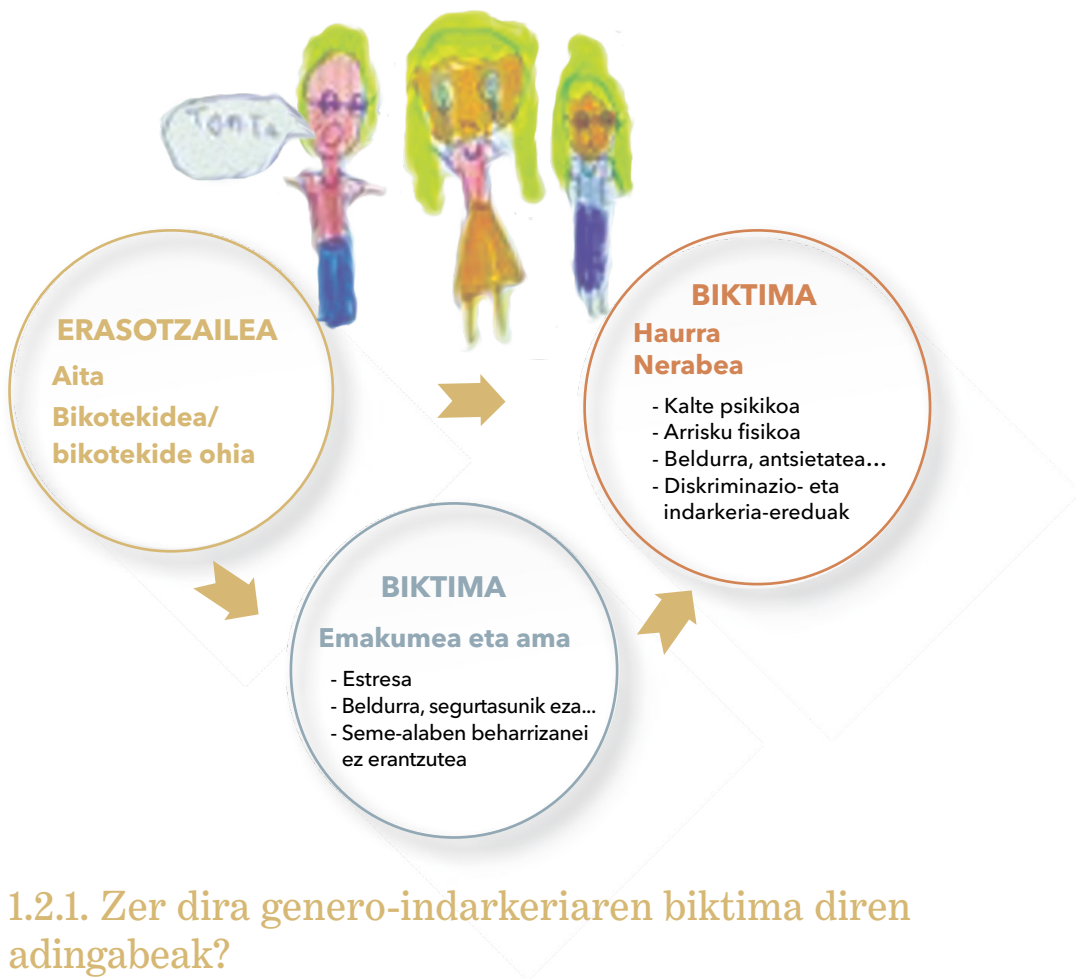 Tonta
ERASOTZAILEA
Aita
Bikotekidea/
bikotekide ohia
BIKTIMA
Haurra
Nerabea
- Kalte psikikoa
- Arrisku fisikoa
- Beldurra, antsietatea...
- Diskriminazio- eta
indarkeria-ereduak
BIKTIMA
Emakumea eta ama
- Estresa
- Beldurra, segurtasunik eza...
- Seme-alaben beharrizanei
ez erantzutea
1.2.1. Zer dira genero-indarkeriaren biktima diren
adingabeak?